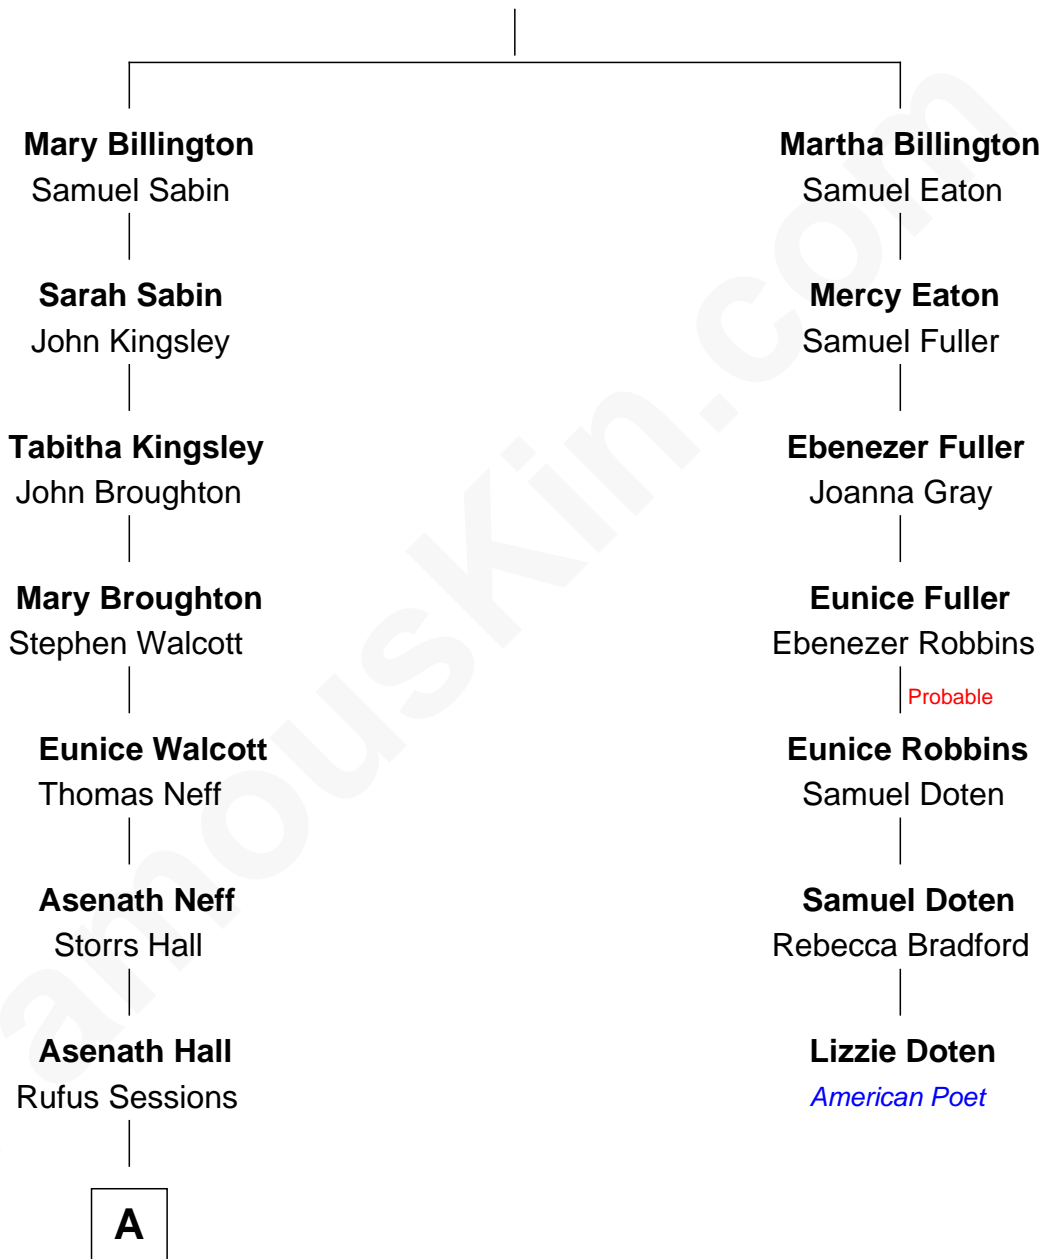 Mary Billington
Samuel Sabin
Sarah Sabin
John Kingsley
Tabitha Kingsley
John Broughton
Mary Broughton
Stephen Walcott
Eunice Walcott
Thomas Neff
Asenath Neff
Storrs Hall
Asenath Hall
Rufus Sessions
A
Martha Billington
Samuel Eaton
Mercy Eaton
Samuel Fuller
Ebenezer Fuller
Joanna Gray
Eunice Fuller
Ebenezer Robbins
Probable
Eunice Robbins
Samuel Doten
Samuel Doten
Rebecca Bradford
Lizzie Doten
American Poet
amousKin.com